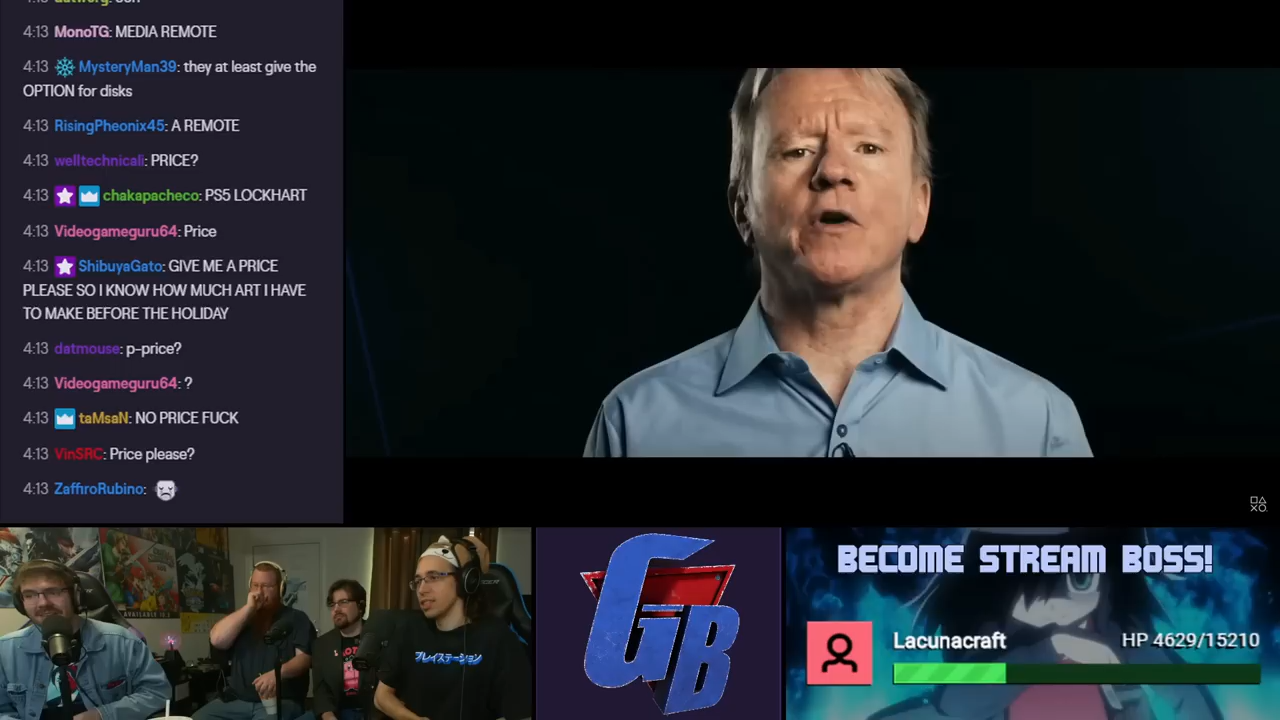 4:13 MonoTG: MEDIA REMOTE
4:13 MysteryMan39: they at least give the
OPTION for disks
4:13 RisingPheonix45: A REMOTE
4:13 welltechnicali: PRICE?
4:13 chakapacheco: PS5 LOCKHART
4:13 Videogameguru64: Price
4:13 ShibuyaGato: GIVE ME A PRICE
PLEASE SO I KNOW HOW MUCH ART I HAVE
TO MAKE BEFORE THE HOLIDAY
4:13 datmouse: p-price?
4:13 Videogameguru64: ?
4:13 taMsaN: NO PRICE FUCK
4:13 VinSRC: Price please?
4:13 ZaffiroRubino:
AVAILABLE
プレイステーション
GB
BECOME STREAM BOSS!
Lacunacraft HP 4629/15210